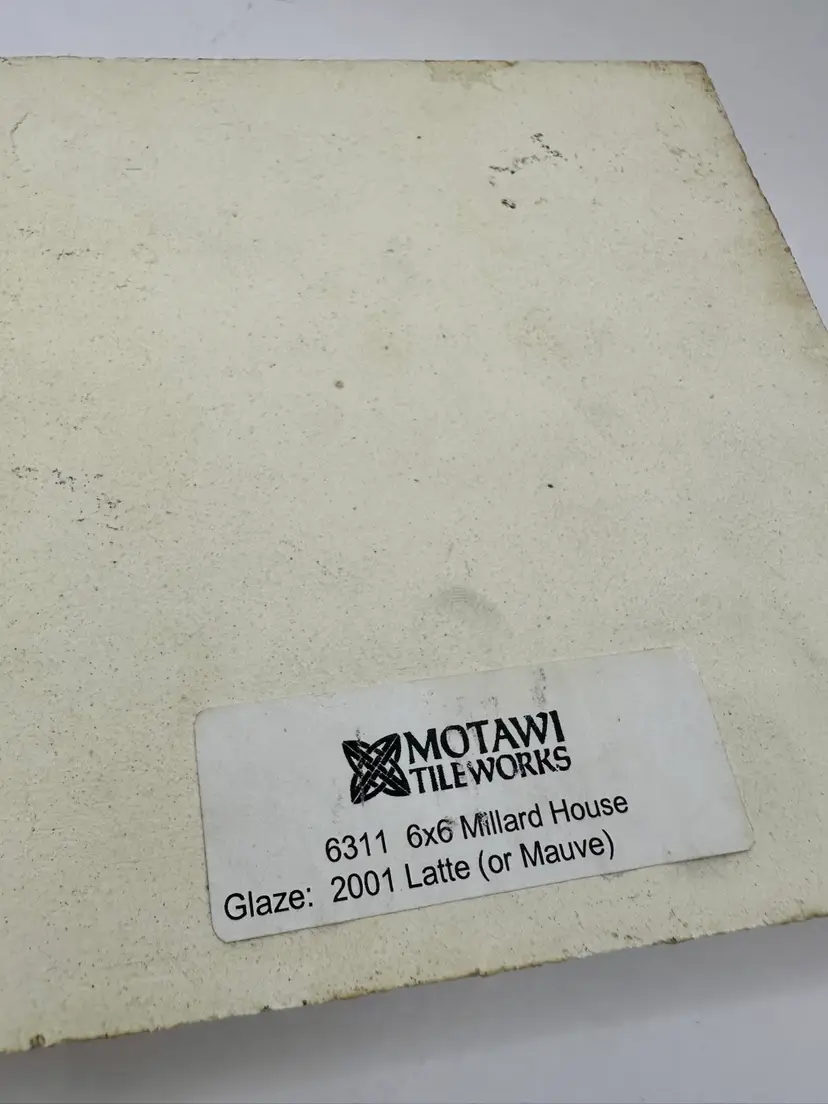 MOTAWI
TILEWORKS
6311 6x6 Millard House
Glaze: 2001 Latte (or Mauve)